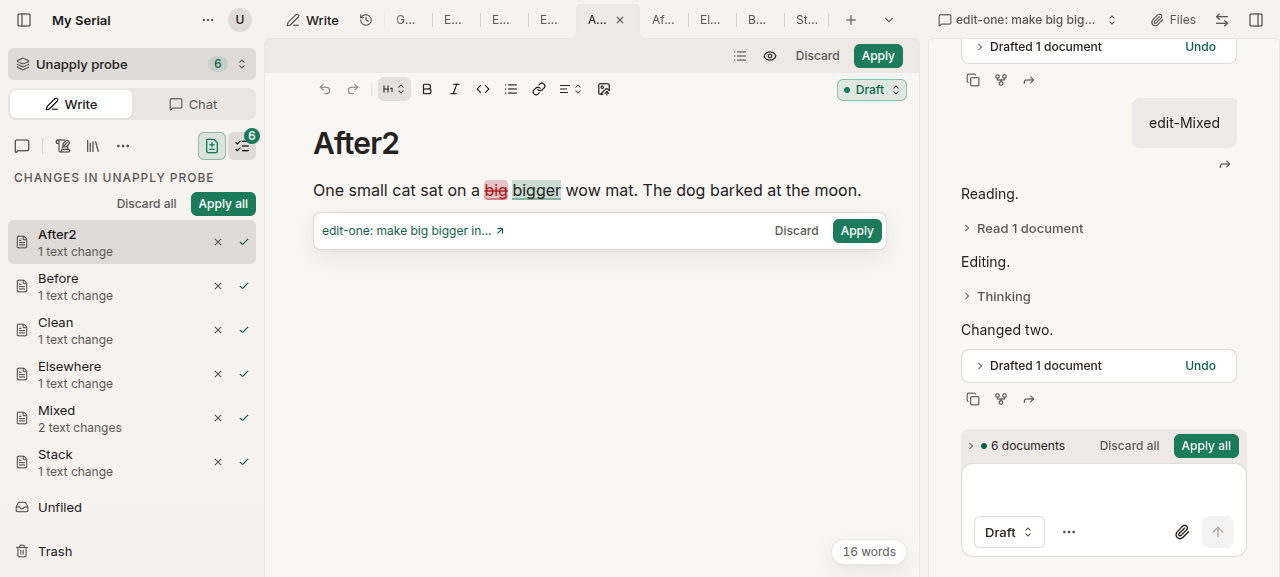 My Serial
U
Unapply probe
6
Write
Chat
6
CHANGES IN UNAPPLY PROBE
Discard all
Apply all
After2
1 text change
Before
1 text change
Clean
1 text change
Elsewhere
1 text change
Mixed
2 text changes
Stack
1 text change
Unfiled
Trash
Write
G...
E...
E...
E...
A...
Af...
El...
B...
St...
Discard
Apply
H1
Draft
After2
One small cat sat on a big bigger wow mat. The dog barked at the moon.
edit-one: make big bigger in...
Discard
Apply
16 words
edit-one: make big big...
Files
Drafted 1 document
Undo
edit-Mixed
Reading.
Read 1 document
Editing.
Thinking
Changed two.
Drafted 1 document
Undo
6 documents
Discard all
Apply all
Draft